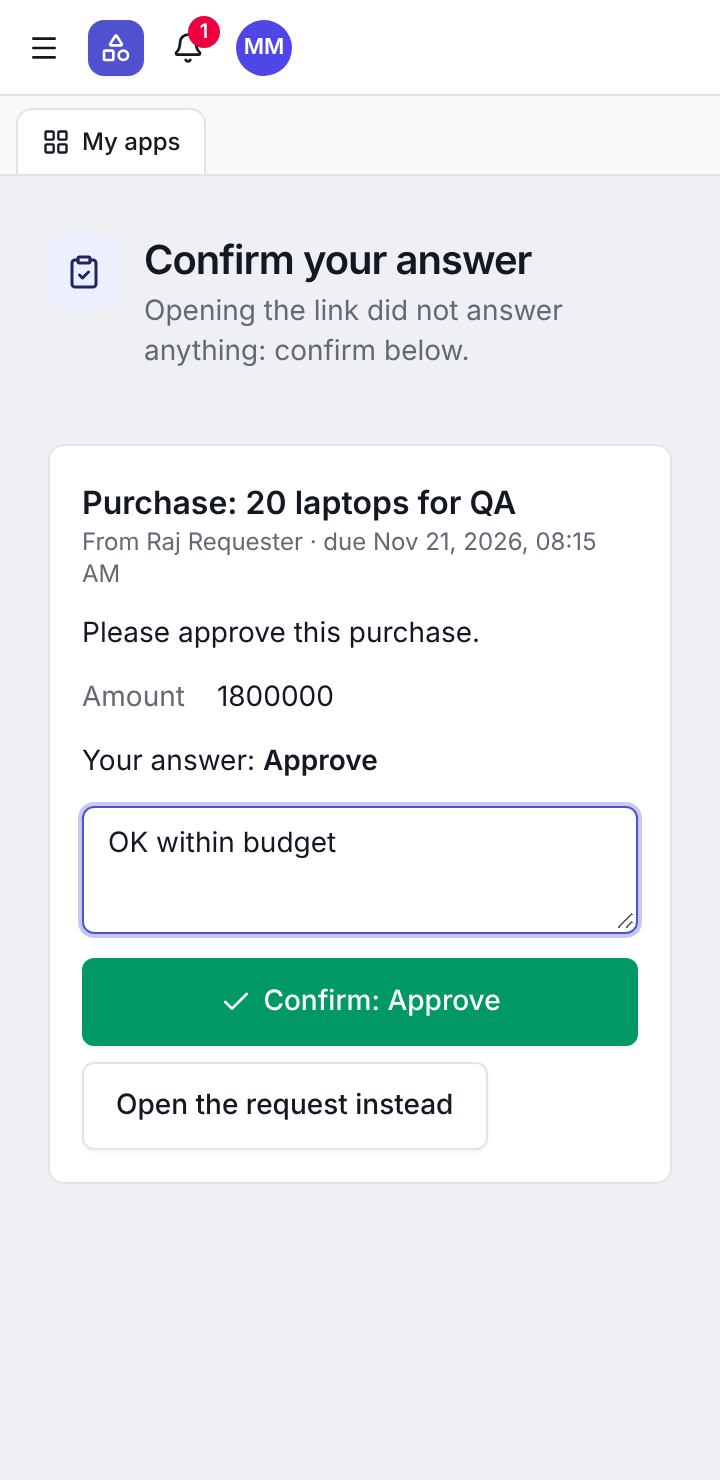 1
MM
My apps
Confirm your answer
Opening the link did not answer
anything: confirm below.
Purchase: 20 laptops for QA
From Raj Requester · due Nov 21, 2026, 08:15
AM
Please approve this purchase.
Amount 1800000
Your answer: Approve
OK within budget
Confirm: Approve
Open the request instead